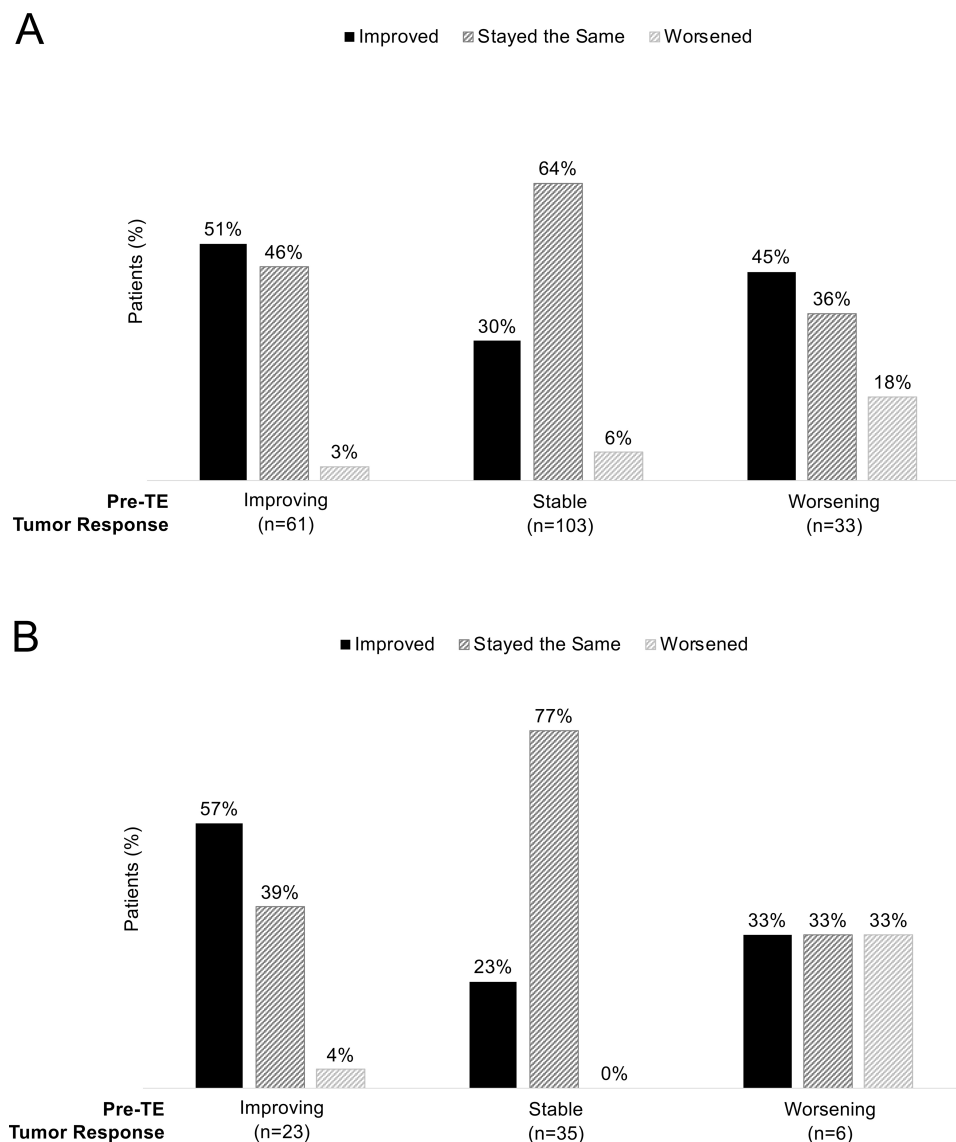 A
Improved Stayed the Same Worsened
Patients (%)
51% 46% 3%
30% 64% 6%
45% 36% 18%
Pre-TE
Tumor Response
Improving
(n=61)
Stable
(n=103)
Worsening
(n=33)
B
Improved Stayed the Same Worsened
Patients (%)
57% 39% 4%
23% 77% 0%
33% 33% 33%
Pre-TE
Tumor Response
Improving
(n=23)
Stable
(n=35)
Worsening
(n=6)